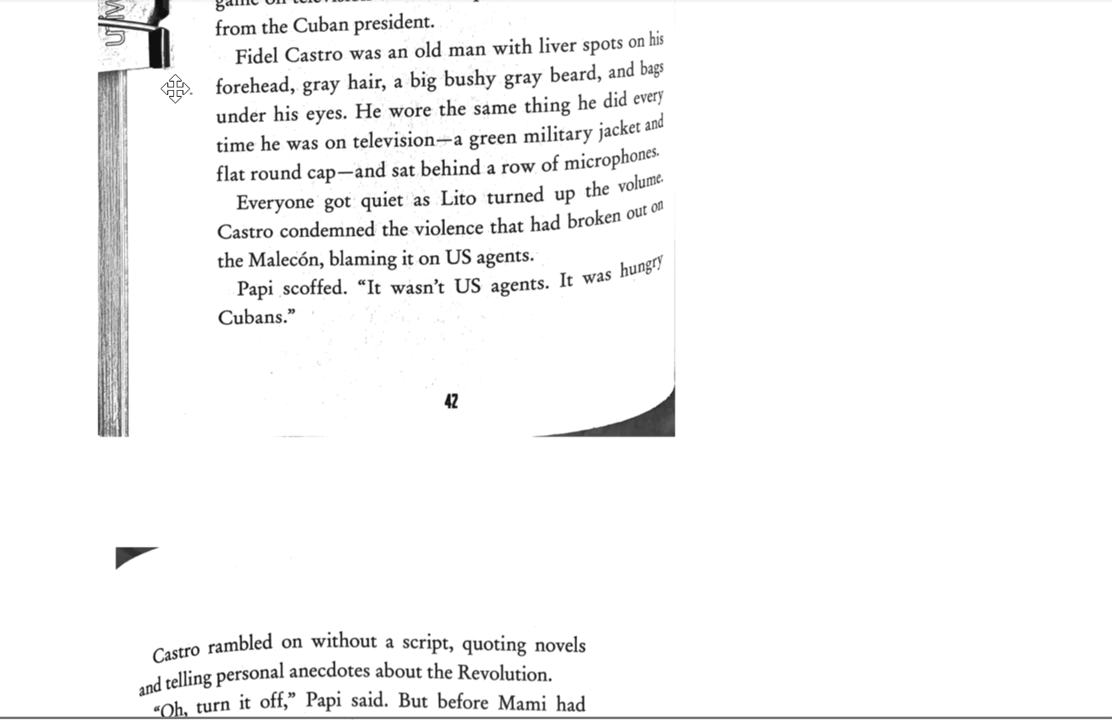 from the Cuban president.
Fidel Castro was an old man with liver spots on his
forehead, gray hair, a big bushy gray beard, and bags
under his eyes. He wore the same thing he did every
time he was on television—a green military jacket and
flat round cap—and sat behind a row of microphones.
Everyone got quiet as Lito turned up the volume.
Castro condemned the violence that had broken out on
the Malecón, blaming it on US agents.
Papi scoffed. “It wasn’t US agents. It was hungry
Cubans.”
42
Castro rambled on without a script, quoting novels
and telling personal anecdotes about the Revolution.
“Oh, turn it off,” Papi said. But before Mami had